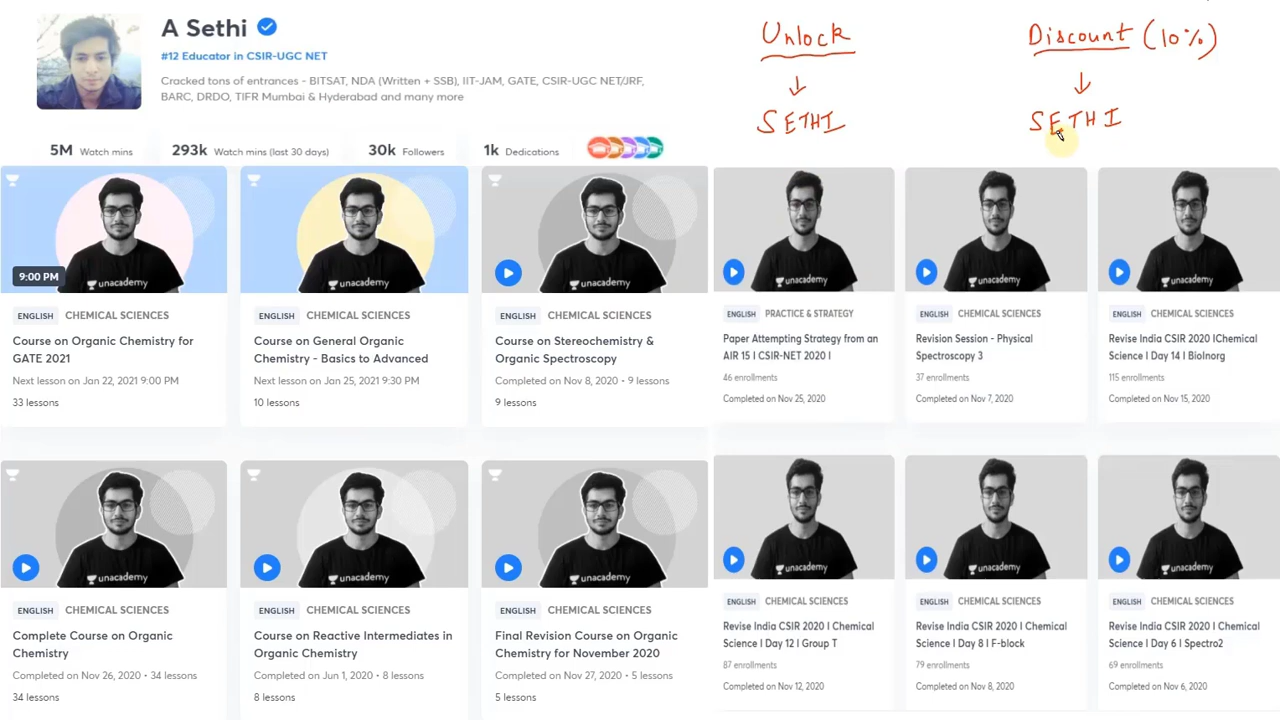 A Sethi
#12 Educator in CSIR-UGC NET
Cracked tons of entrances - BITSAT, NDA (Written + SSB), IIT-JAM, GATE, CSIR-UGC NET/JRF,
BARC, DRDO, TIFR Mumbai & Hyderabad and many more
5M Watch mins 293k Watch mins (last 30 days) 30k Followers 1k Dedications
Unlock
SETHI
Discount (10%)
SETHI
9:00 PM
unacademy
ENGLISH CHEMICAL SCIENCES
Course on Organic Chemistry for
GATE 2021
Next lesson on Jan 22, 2021 9:00 PM
33 lessons
unacademy
ENGLISH CHEMICAL SCIENCES
Course on General Organic
Chemistry - Basics to Advanced
Next lesson on Jan 25, 2021 9:30 PM
10 lessons
unacademy
ENGLISH CHEMICAL SCIENCES
Course on Stereochemistry &
Organic Spectroscopy
Completed on Nov 8, 2020 • 9 lessons
9 lessons
unacademy
ENGLISH PRACTICE & STRATEGY
Paper Attempting Strategy from an
AIR 15 I CSIR-NET 2020 I
46 enrollments
Completed on Nov 25, 2020
unacademy
ENGLISH CHEMICAL SCIENCES
Revision Session - Physical
Spectroscopy 3
37 enrollments
Completed on Nov 7, 2020
unacademy
ENGLISH CHEMICAL SCIENCES
Revise India CSIR 2020 IChemical
Science I Day 14 I BioInorg
115 enrollments
Completed on Nov 15, 2020
unacademy
ENGLISH CHEMICAL SCIENCES
Complete Course on Organic
Chemistry
Completed on Nov 26, 2020 • 34 lessons
34 lessons
unacademy
ENGLISH CHEMICAL SCIENCES
Course on Reactive Intermediates in
Organic Chemistry
Completed on Jun 1, 2020 • 8 lessons
8 lessons
unacademy
ENGLISH CHEMICAL SCIENCES
Final Revision Course on Organic
Chemistry for November 2020
Completed on Nov 27, 2020 • 5 lessons
5 lessons
unacademy
ENGLISH CHEMICAL SCIENCES
Revise India CSIR 2020 I Chemical
Science I Day 12 I Group T
87 enrollments
Completed on Nov 12, 2020
unacademy
ENGLISH CHEMICAL SCIENCES
Revise India CSIR 2020 I Chemical
Science I Day 8 I F-block
79 enrollments
Completed on Nov 8, 2020
unacademy
ENGLISH CHEMICAL SCIENCES
Revise India CSIR 2020 I Chemical
Science I Day 6 I Spectro2
69 enrollments
Completed on Nov 6, 2020